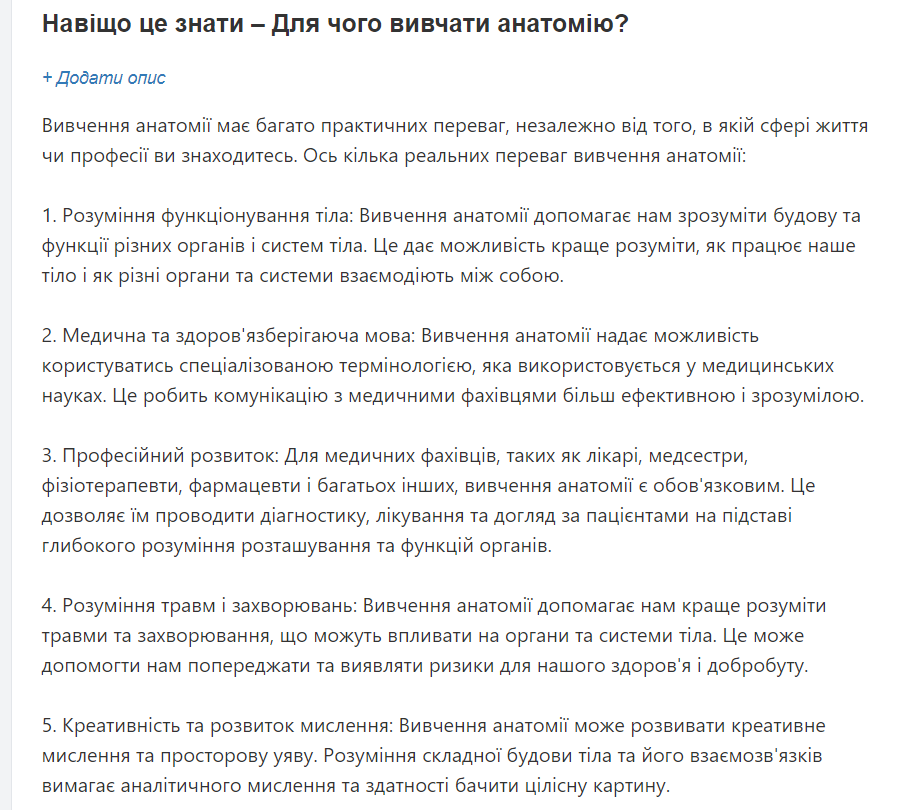 Навіщо це знати – Для чого вивчати анатомію?
+ Додати опис
Вивчення анатомії має багато практичних переваг, незалежно від того, в якій сфері життя
чи професії ви знаходитесь. Ось кілька реальних переваг вивчення анатомії:
1. Розуміння функціонування тіла: Вивчення анатомії допомагає нам зрозуміти будову та
функції різних органів і систем тіла. Це дає можливість краще розуміти, як працює наше
тіло і як різні органи та системи взаємодіють між собою.
2. Медична та здоров'язберігаюча мова: Вивчення анатомії надає можливість
користуватись спеціалізованою термінологією, яка використовується у медицинських
науках. Це робить комунікацію з медичними фахівцями більш ефективною і зрозумілою.
3. Професійний розвиток: Для медичних фахівців, таких як лікарі, медсестри,
фізіотерапевти, фармацевти і багатьох інших, вивчення анатомії є обов'язковим. Це
дозволяє їм проводити діагностику, лікування та догляд за пацієнтами на підставі
глибокого розуміння розташування та функцій органів.
4. Розуміння травм і захворювань: Вивчення анатомії допомагає нам краще розуміти
травми та захворювання, що можуть впливати на органи та системи тіла. Це може
допомогти нам попереджати та виявляти ризики для нашого здоров'я і добробуту.
5. Креативність та розвиток мислення: Вивчення анатомії може розвивати креативне
мислення та просторову уяву. Розуміння складної будови тіла та його взаємозв'язків
вимагає аналітичного мислення та здатності бачити цілісну картину.